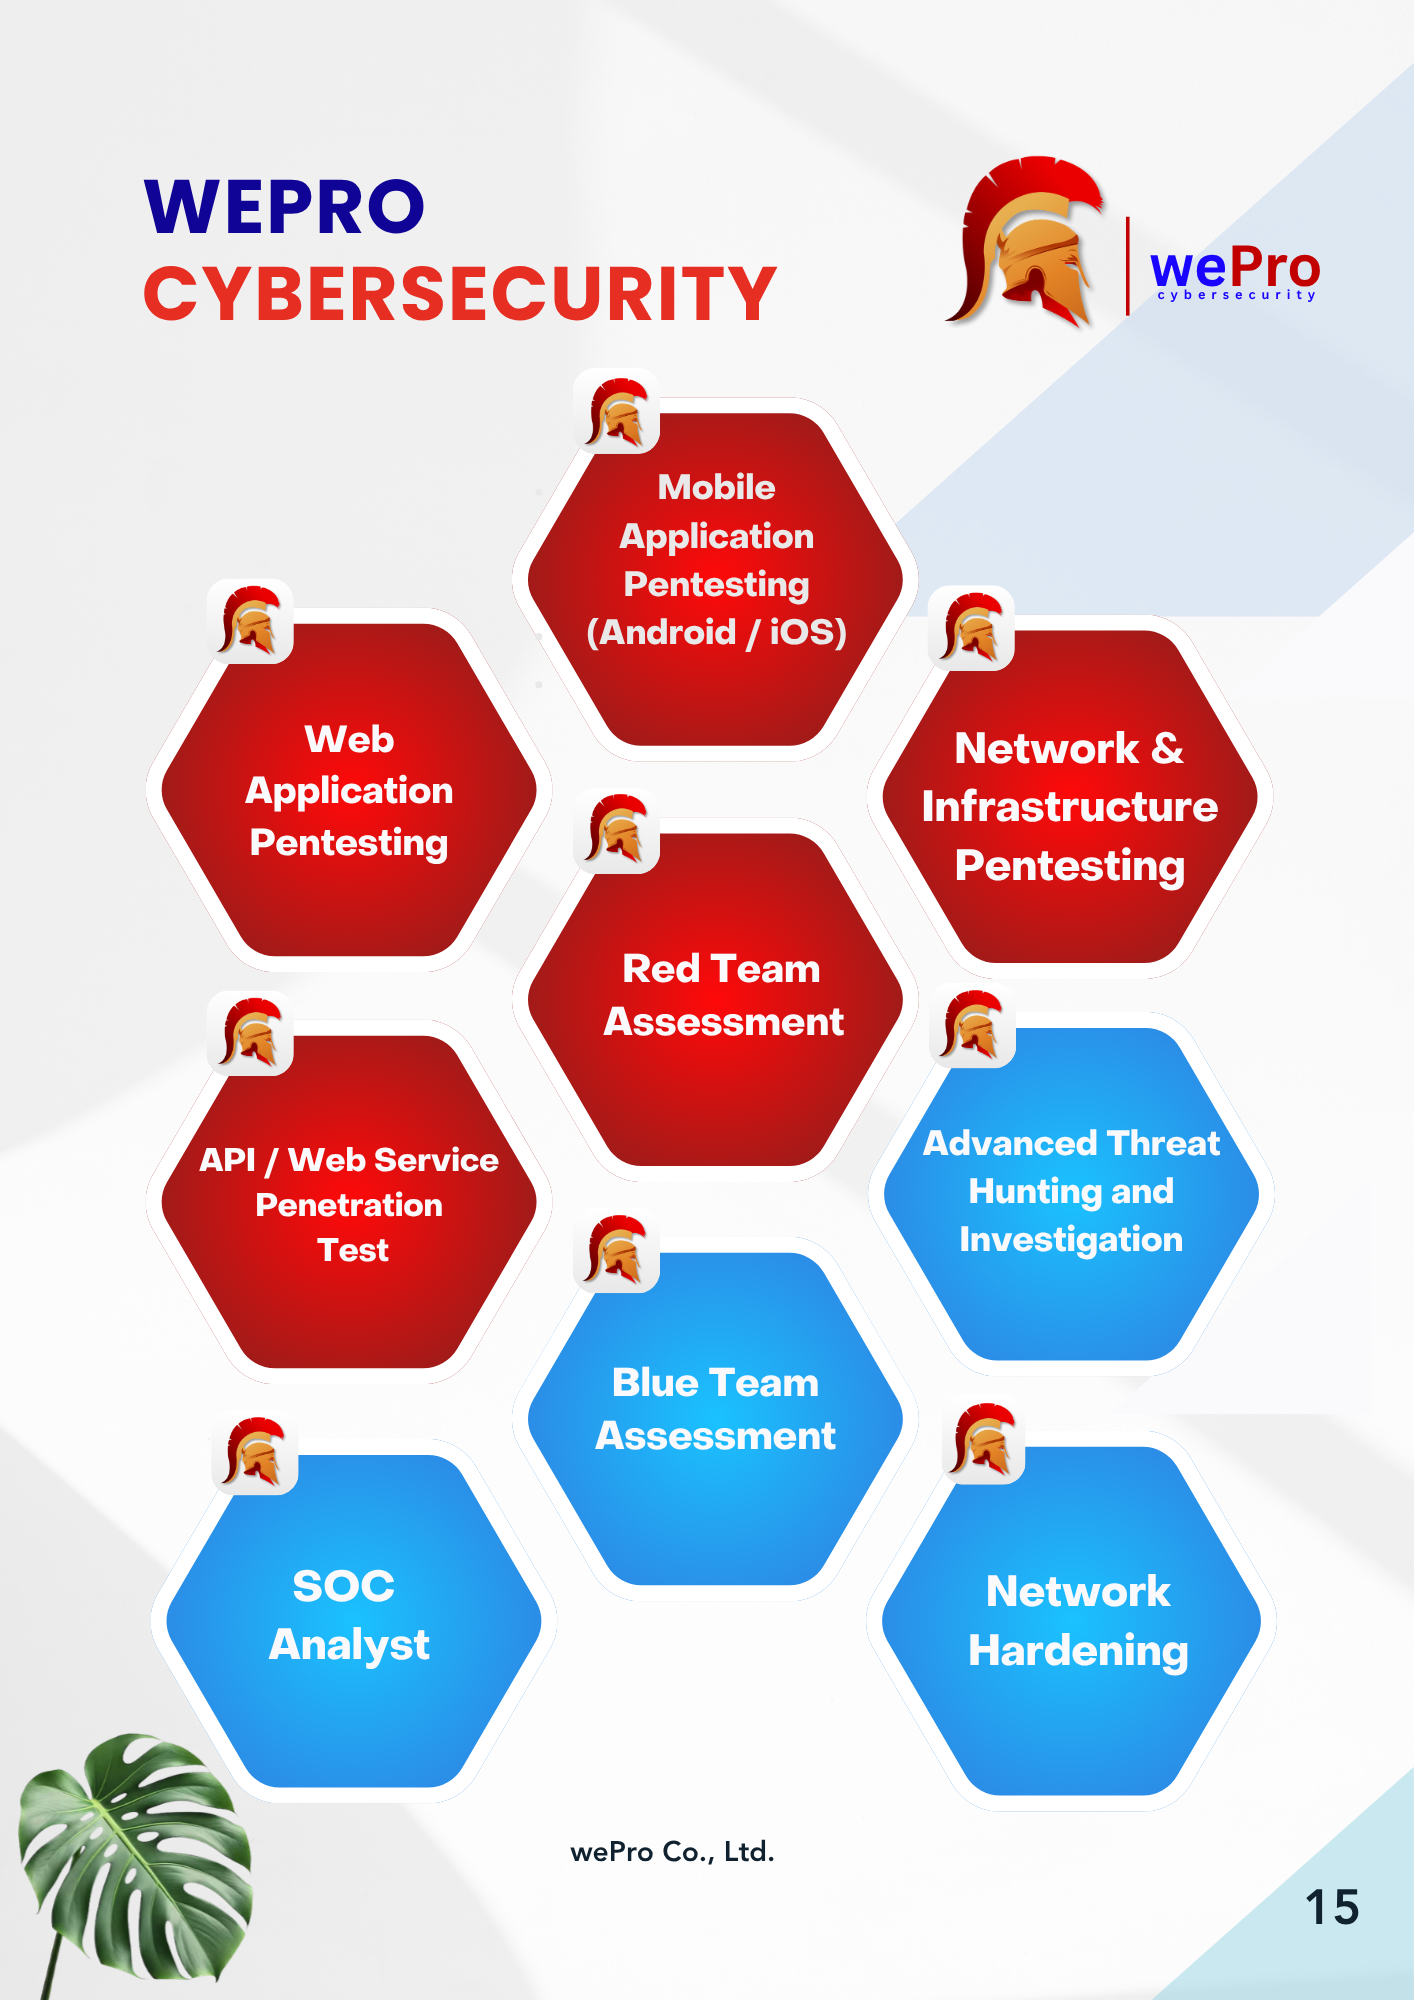 WEPRO
CYBERSECURITY
wePro
cybersecurity
Mobile
Application
Pentesting
(Android / iOS)
Web
Application
Pentesting
Network &
Infrastructure
Pentesting
Red Team
Assessment
API / Web Service
Penetration
Test
Advanced Threat
Hunting and
Investigation
Blue Team
Assessment
SOC
Analyst
Network
Hardening
wePro Co., Ltd.
15